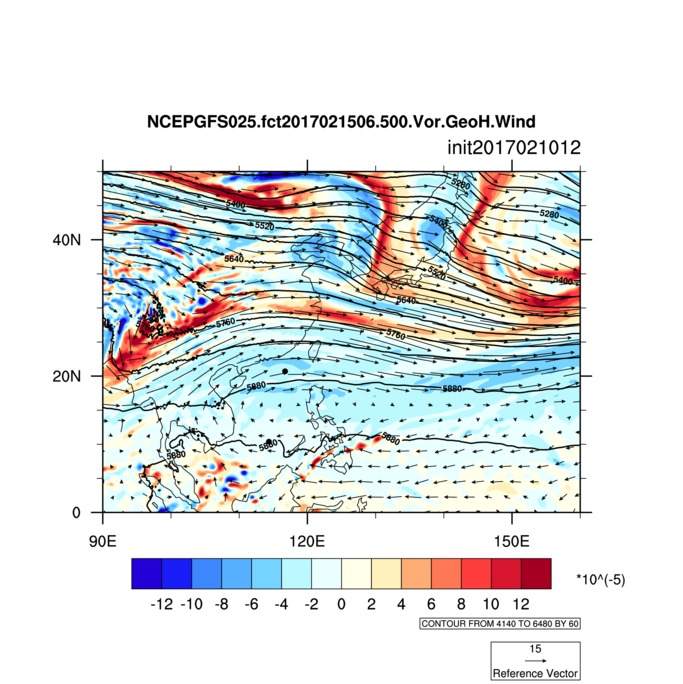 NCEPGFS025.fct2017021506.500.Vor.GeoH.Wind
init2017021012
5400
5520
5640
5760
5880
5880
5880
5880
5880
5280
5280
5400
5520
5640
5760
5400
40N
20N
0
90E
120E
150E
-12 -10 -8 -6 -4 -2 0 2 4 6 8 10 12
*10^(-5)
CONTOUR FROM 4140 TO 6480 BY 60
15
Reference Vector